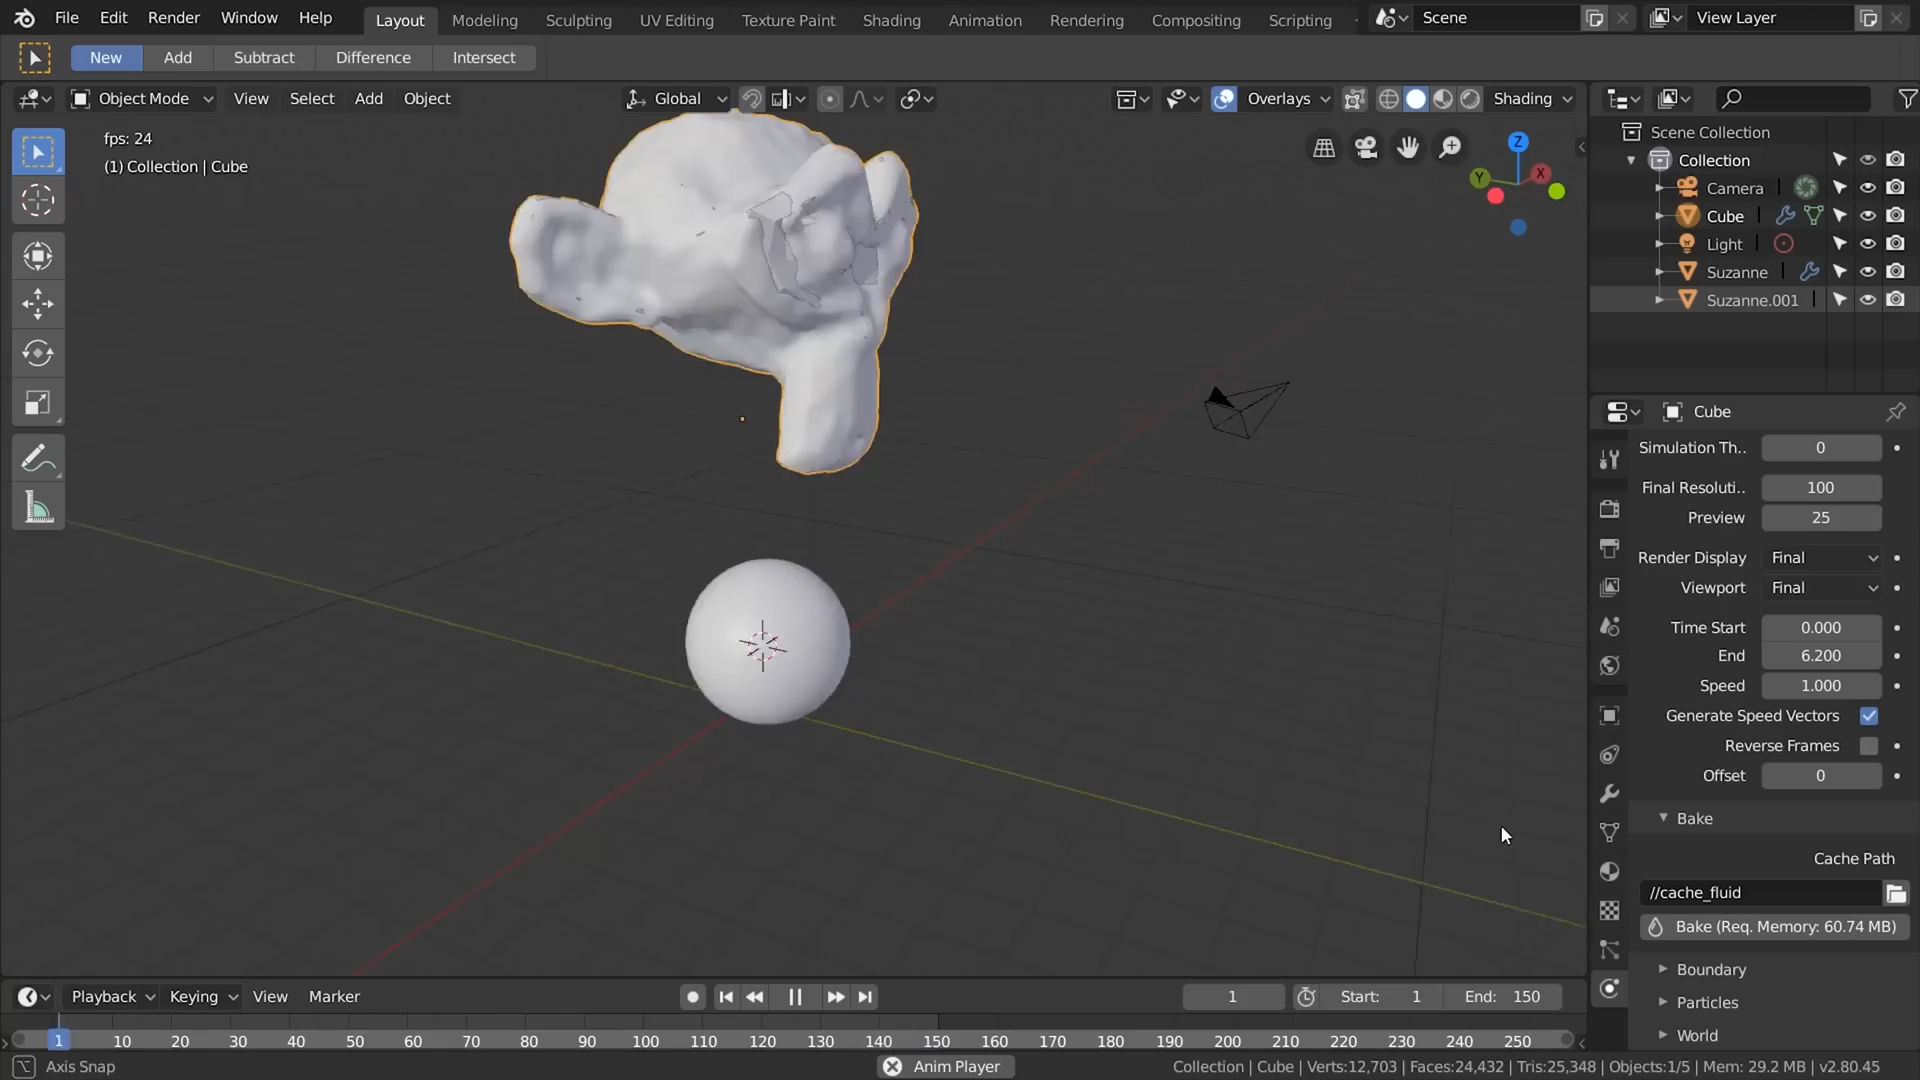 File Edit Render Window Help
Layout Modeling Sculpting UV Editing Texture Paint Shading Animation Rendering Compositing Scripting
Scene
View Layer
New Add Subtract Difference Intersect
Object Mode View Select Add Object
Global
Overlays
Shading
fps: 24
(1) Collection | Cube
Z
Y
X
Scene Collection
Collection
Camera
Cube
Light
Suzanne
Suzanne.001
Cube
Simulation Th.. 0
Final Resoluti.. 100
Preview 25
Render Display Final
Viewport Final
Time Start 0.000
End 6.200
Speed 1.000
Generate Speed Vectors
Reverse Frames
Offset 0
Bake
Cache Path
//cache_fluid
Bake (Req. Memory: 60.74 MB)
Boundary
Particles
World
Playback Keying View Marker
1
Start: 1
End: 150
1 10 20 30 40 50 60 70 80 90 100 110 120 130 140 150 160 170 180 190 200 210 220 230 240 250
Axis Snap
Anim Player
Collection | Cube | Verts:12,703 | Faces:24,432 | Tris:25,348 | Objects:1/5 | Mem: 29.2 MB | v2.80.45